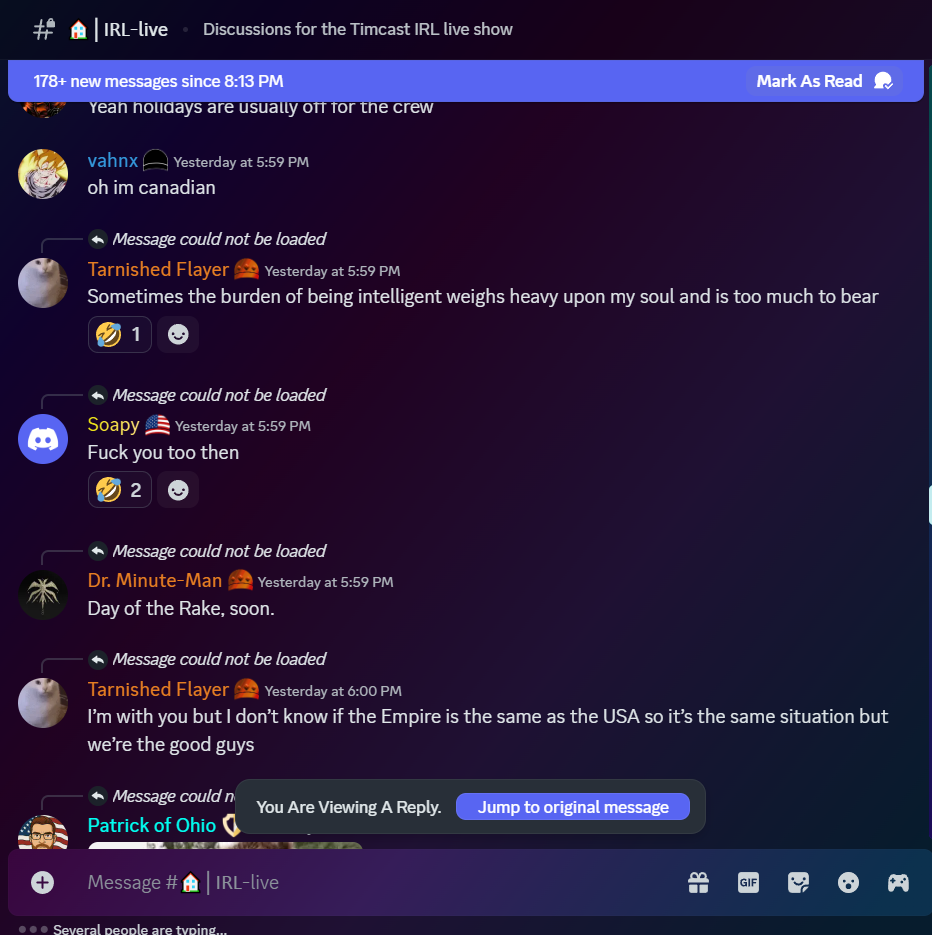 IRL-live • Discussions for the Timcast IRL live show
178+ new messages since 8:13 PM Mark As Read
Yeah holidays are usually off for the crew
vahnx Yesterday at 5:59 PM
oh im canadian
Message could not be loaded
Tarnished Flayer Yesterday at 5:59 PM
Sometimes the burden of being intelligent weighs heavy upon my soul and is too much to bear
🤣 1
Message could not be loaded
Soapy Yesterday at 5:59 PM
Fuck you too then
🤣 2
Message could not be loaded
Dr. Minute-Man Yesterday at 5:59 PM
Day of the Rake, soon.
Message could not be loaded
Tarnished Flayer Yesterday at 6:00 PM
I'm with you but I don't know if the Empire is the same as the USA so it's the same situation but
we're the good guys
Message could
You Are Viewing A Reply. Jump to original message
Patrick of Ohio
Message #🏠 | IRL-live GIF
Several people are typing...